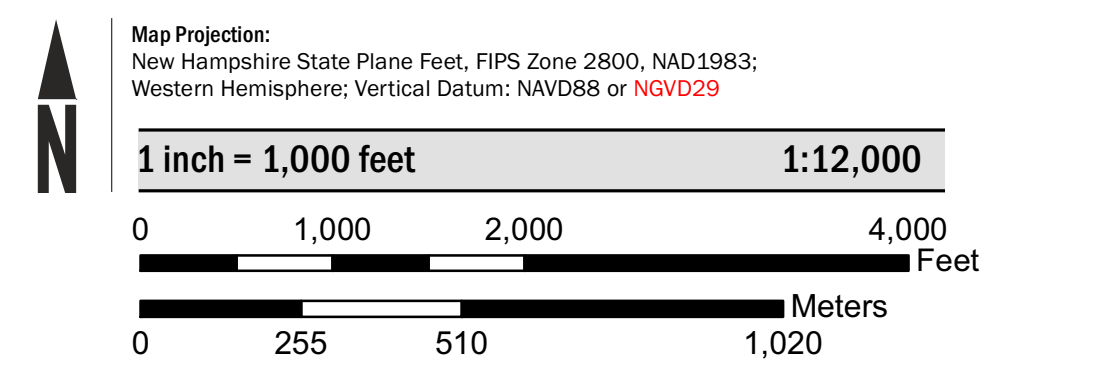 Map Projection:
New Hampshire State Plane Feet, FIPS Zone 2800, NAD1983;
Western Hemisphere; Vertical Datum: NAVD88 or NGVD29
N
1 inch = 1,000 feet 1:12,000
0 1,000 2,000 4,000
Feet
Meters
0 255 510 1,020